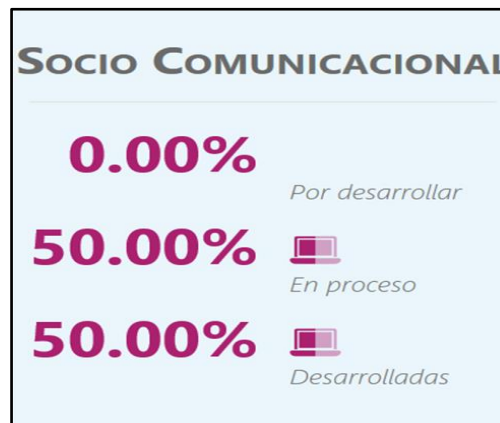 SOCIO COMUNICACIONAL
0.00%
Por desarrollar
50.00%
En proceso
50.00%
Desarrolladas